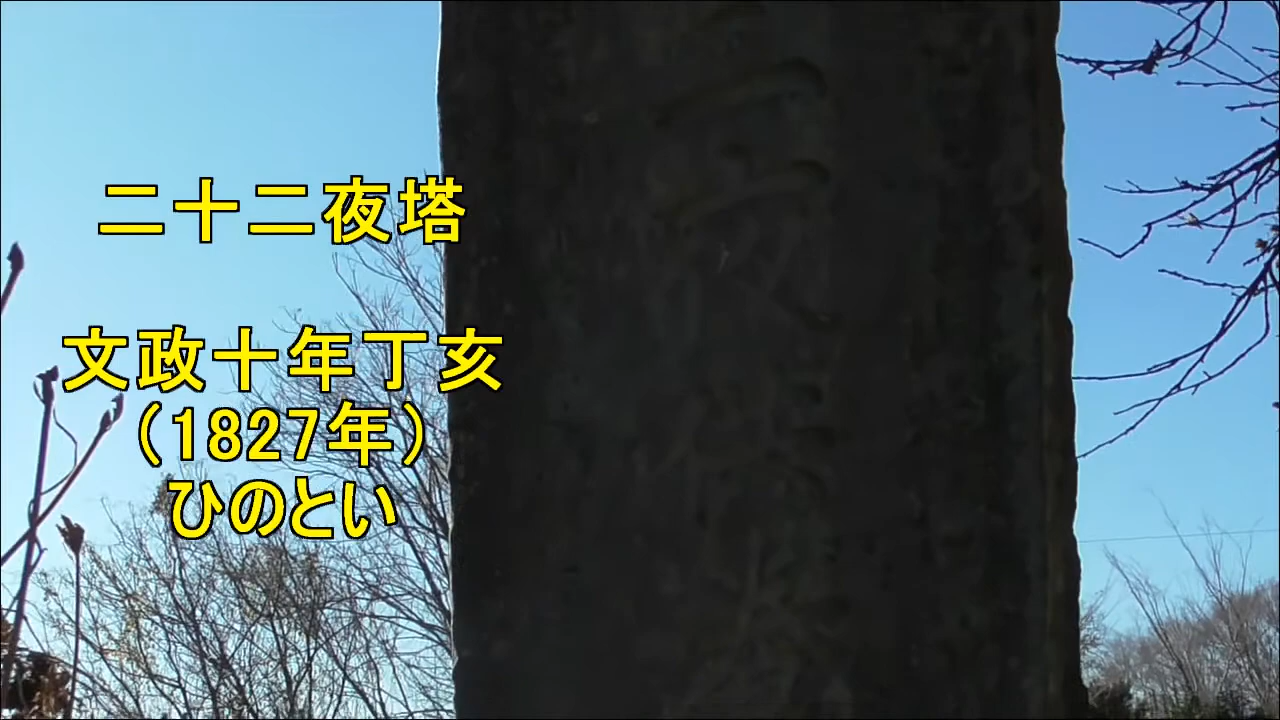 二十二夜塔
文政十年丁亥
（1827年）
ひのとい